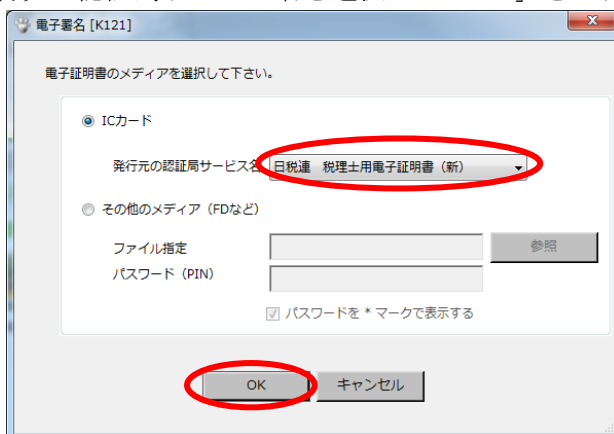 電子署名 [K121]
電子証明書のメディアを選択して下さい。
ICカード
発行元の認証局サービス名 日税連 税理士用電子証明書（新）
その他のメディア（FDなど）
ファイル指定 参照
パスワード（PIN）
パスワードを * マークで表示する
OK キャンセル